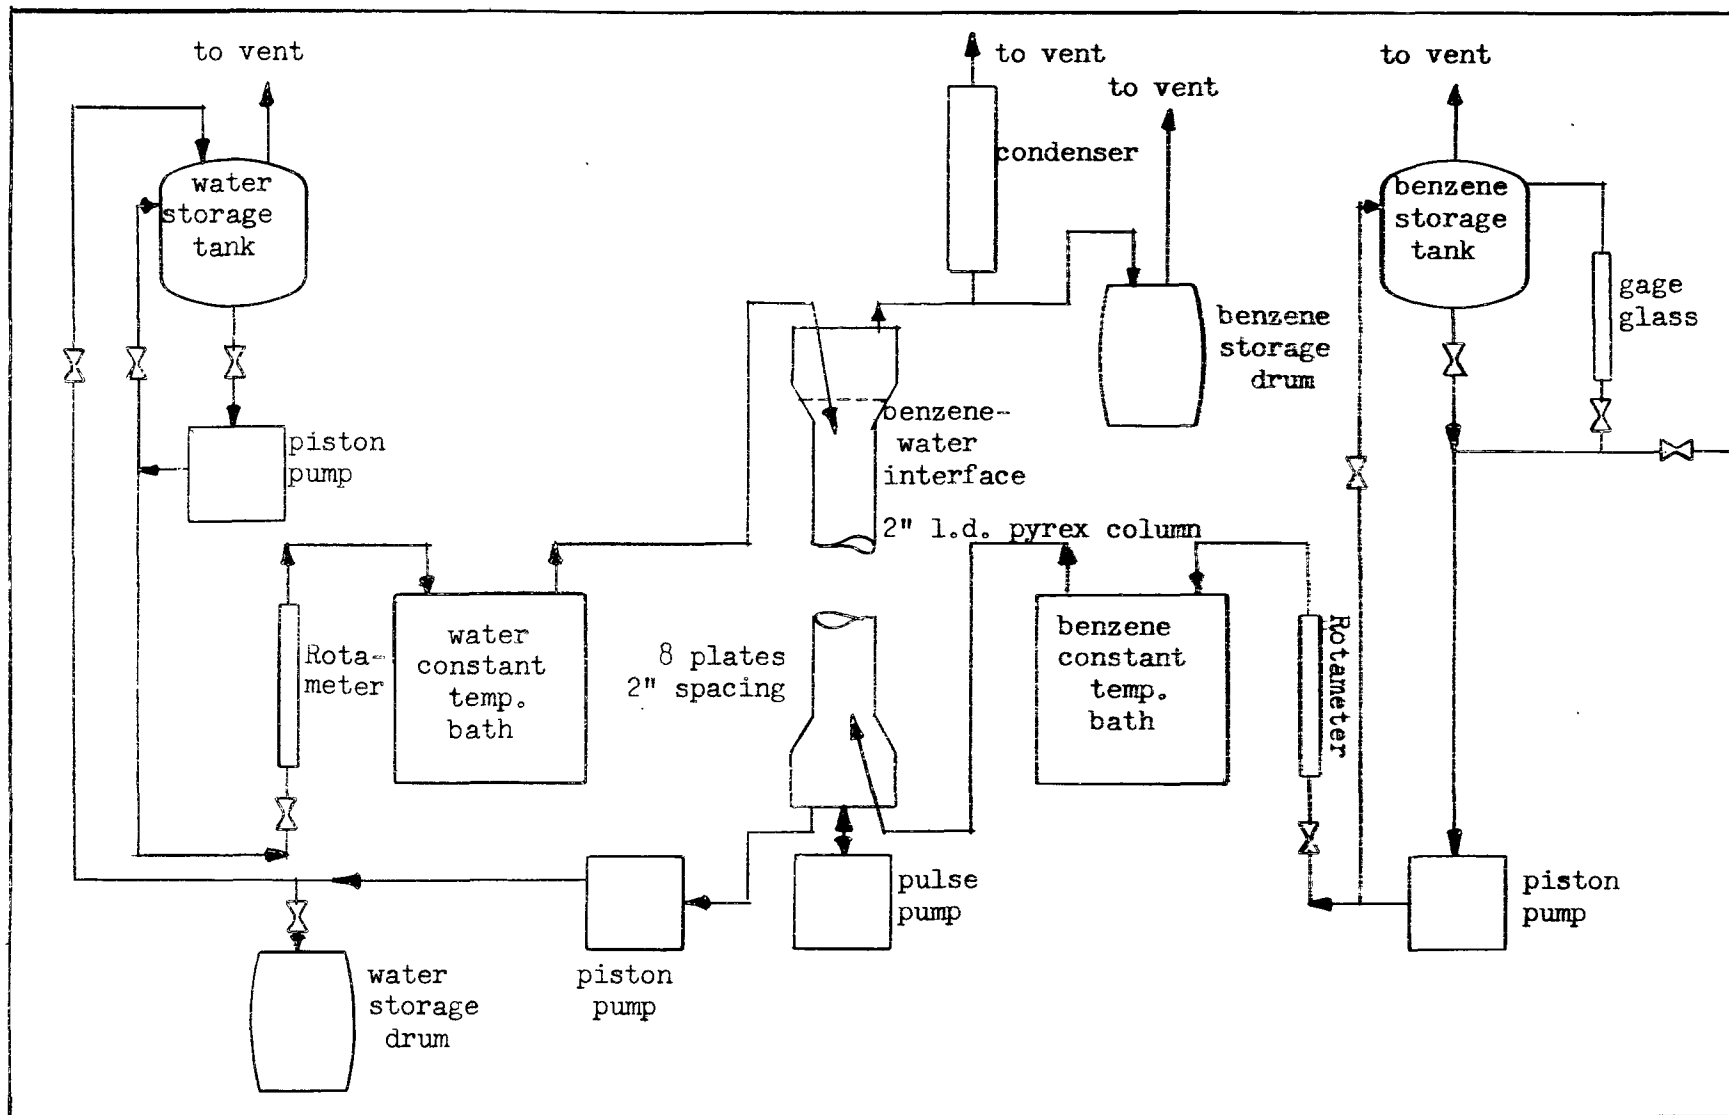 to vent
to vent
to vent
to vent
water
storage
tank
condenser
benzene
storage
tank
gage
glass
benzene
storage
drum
benzene-
water
interface
piston
pump
2" l.d. pyrex column
Rota-
meter
water
constant
temp.
bath
8 plates
2" spacing
benzene
constant
temp.
bath
Rotameter
pulse
pump
piston
pump
water
storage
drum
piston
pump